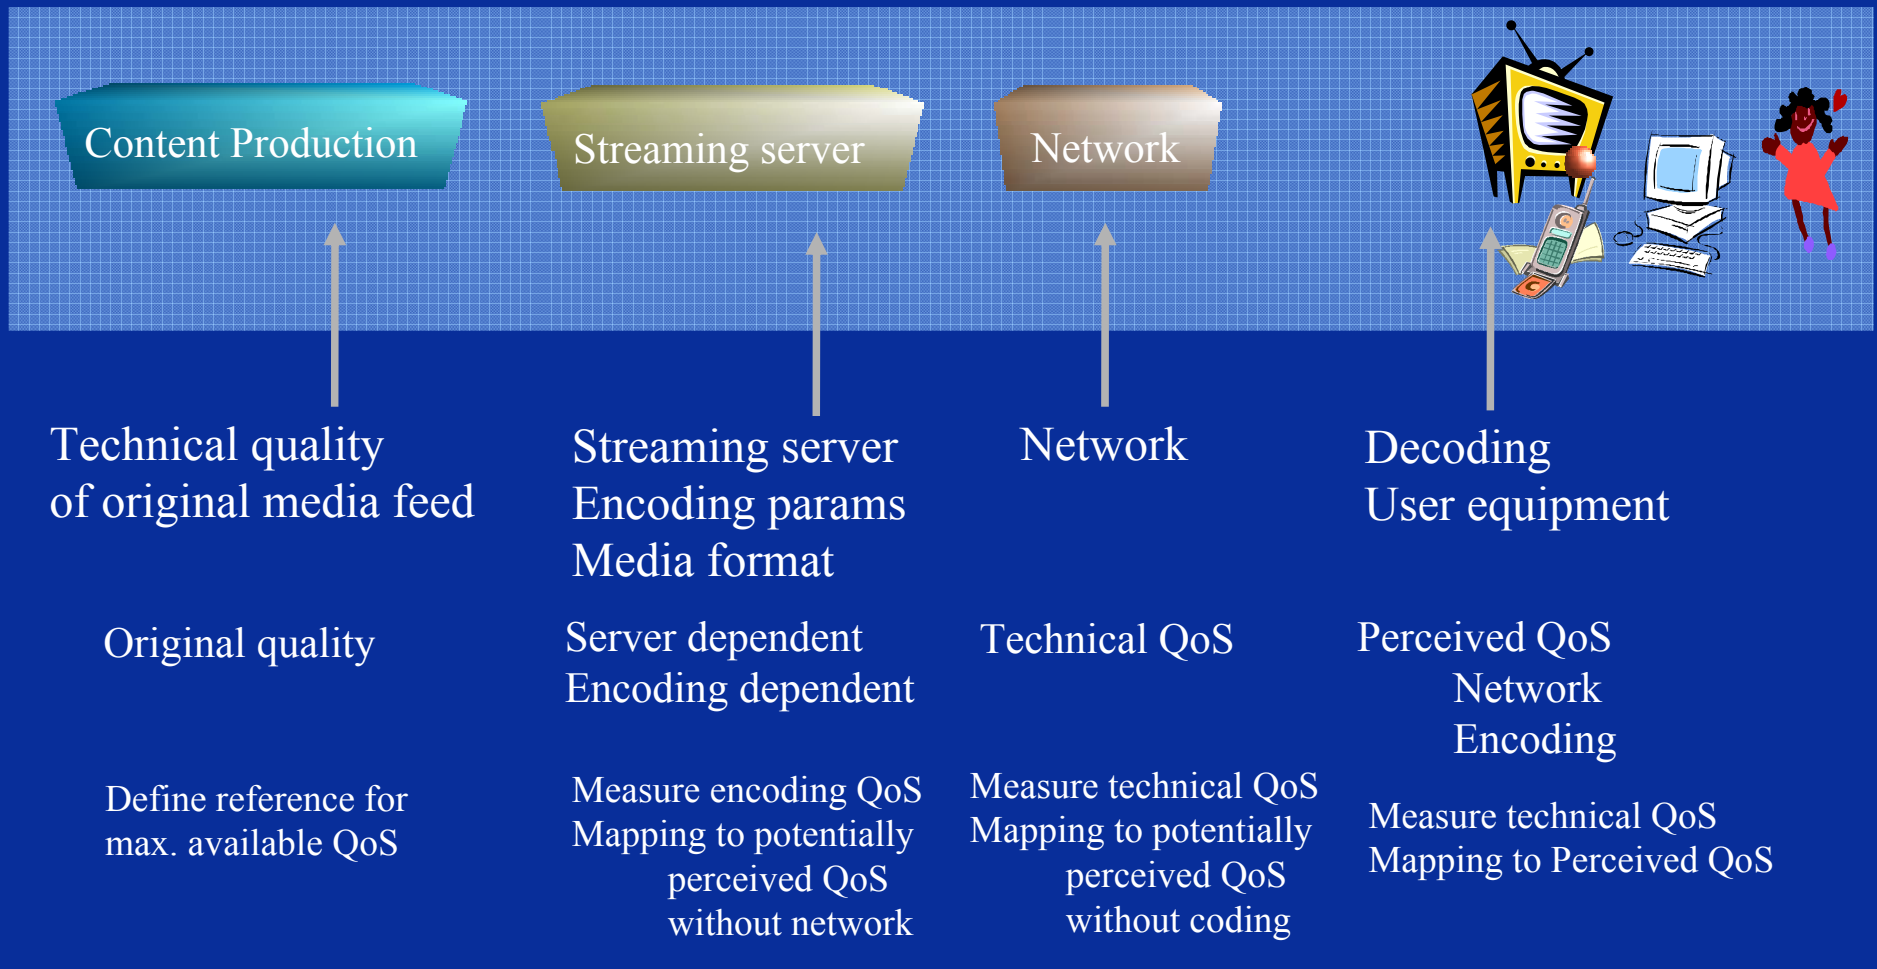 Content Production
Streaming server
Network
Technical quality
of original media feed
Streaming server
Encoding params
Media format
Network
Decoding
User equipment
Original quality
Server dependent
Encoding dependent
Technical QoS
Perceived QoS
Network
Encoding
Define reference for
max. available QoS
Measure encoding QoS
Mapping to potentially
perceived QoS
without network
Measure technical QoS
Mapping to potentially
perceived QoS
without coding
Measure technical QoS
Mapping to Perceived QoS